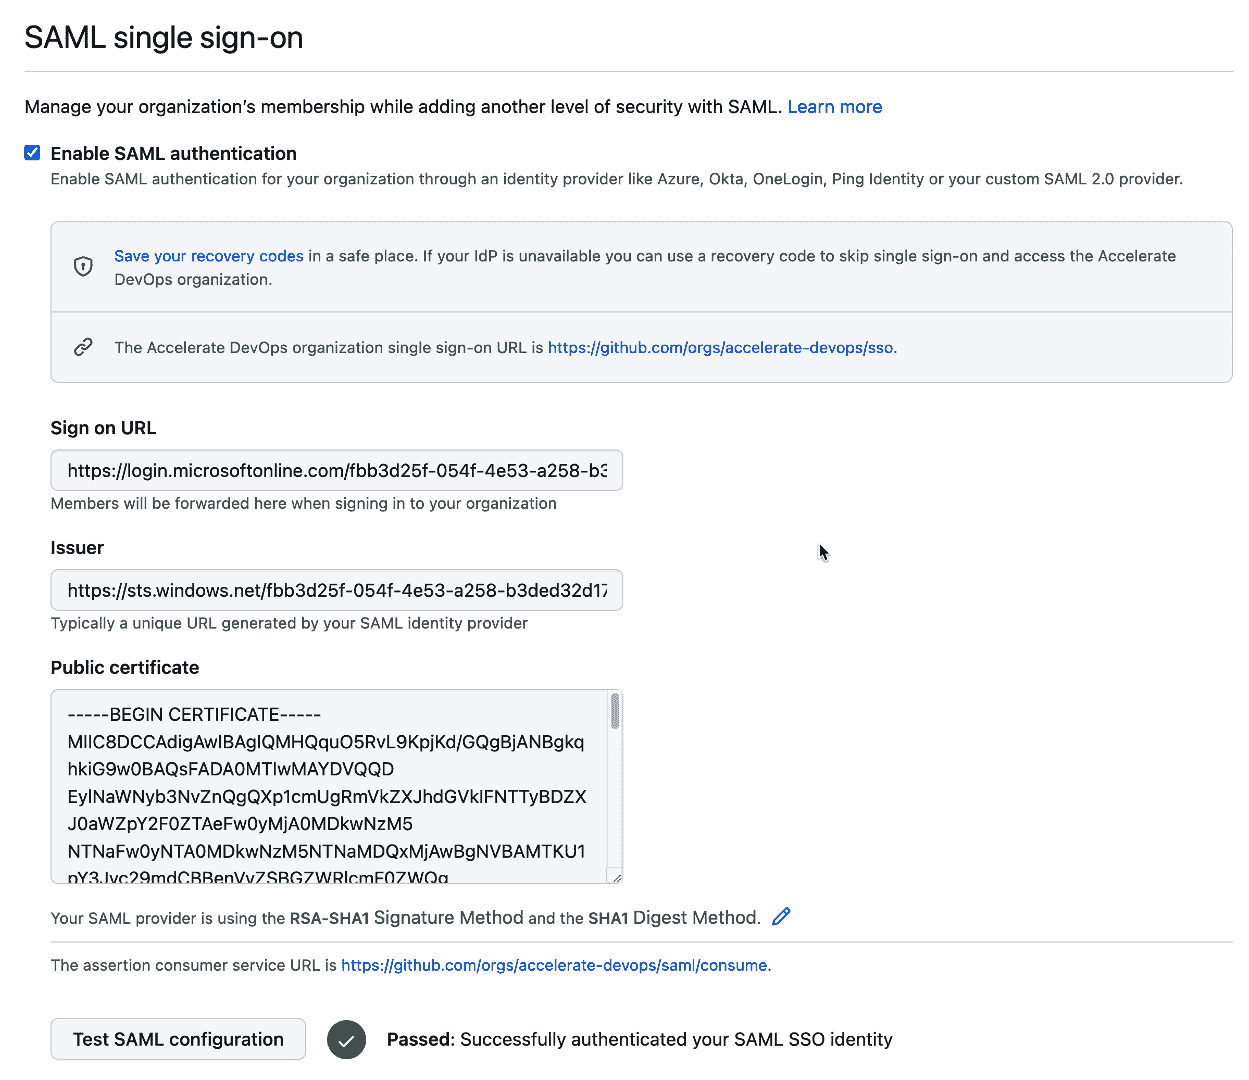 SAML single sign-on
Manage your organization's membership while adding another level of security with SAML. Learn more
Enable SAML authentication
Enable SAML authentication for your organization through an identity provider like Azure, Okta, OneLogin, Ping Identity or your custom SAML 2.0 provider.
Save your recovery codes in a safe place. If your IdP is unavailable you can use a recovery code to skip single sign-on and access the Accelerate
DevOps organization.
The Accelerate DevOps organization single sign-on URL is https://github.com/orgs/accelerate-devops/sso.
Sign on URL
https://login.microsoftonline.com/fbb3d25f-054f-4e53-a258-b3
Members will be forwarded here when signing in to your organization
Issuer
https://sts.windows.net/fbb3d25f-054f-4e53-a258-b3ded32d17
Typically a unique URL generated by your SAML identity provider
Public certificate
-----BEGIN CERTIFICATE-----
MIIC8DCCAdigAwIBAgIQMHQquO5RvL9KpjKd/GQgBjANBgkq
hkiG9w0BAQsFADA0MTIwMAYDVQQD
EylNaWNyb3NvZnQgQXp1cmUgRmVkZXJhdGVkIFNTTyBDZX
J0aWZpY2F0ZTAeFw0yMjA0MDkwNzM5
NTNaFw0yNTA0MDkwNzM5NTNaMDQxMjAwBgNVBAMTKU1
pY3Jvc29mdCBBenVyZSBGZWRlcmF0ZWQg
Your SAML provider is using the RSA-SHA1 Signature Method and the SHA1 Digest Method.
The assertion consumer service URL is https://github.com/orgs/accelerate-devops/saml/consume.
Test SAML configuration
Passed: Successfully authenticated your SAML SSO identity